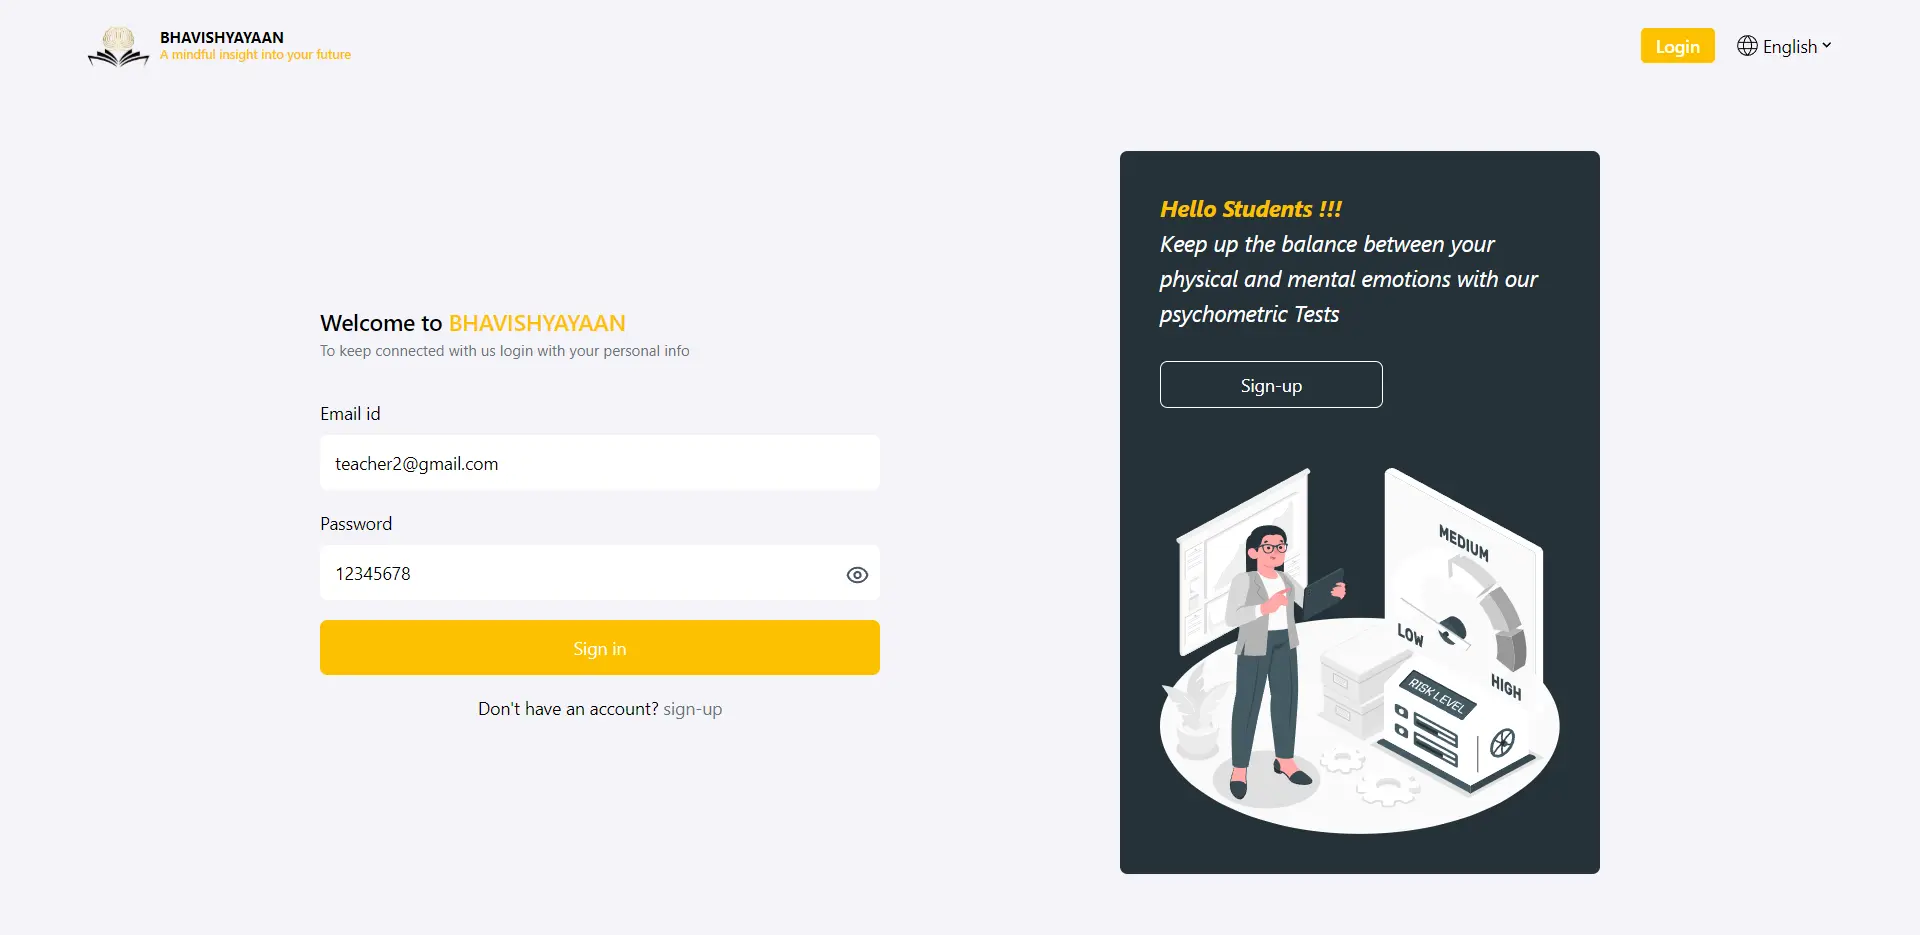 BHAVISHYAYAAN
A mindful insight into your future
Login
English
Welcome to BHAVISHYAYAAN
To keep connected with us login with your personal info
Email id
teacher2@gmail.com
Password
12345678
Sign in
Don't have an account? sign-up
Hello Students !!!
Keep up the balance between your
physical and mental emotions with our
psychometric Tests
Sign-up
MEDIUM
LOW
HIGH
RISK LEVEL